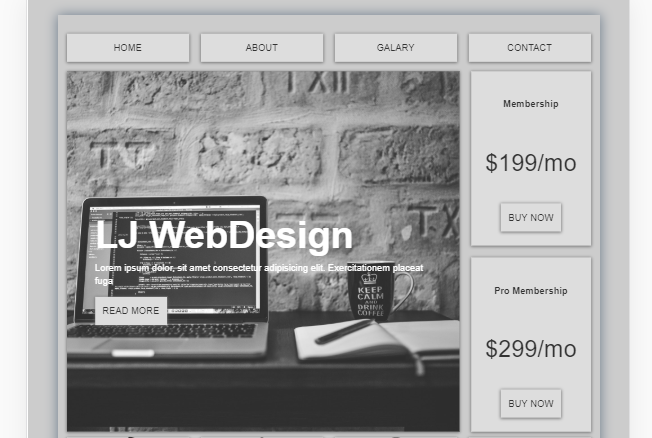 HOME
ABOUT
GALARY
CONTACT
TXII
Membership
$199/mo
BUY NOW
LJ WebDesign
Lorem ipsum dolor, sit amet consectetur adipisicing elit. Exercitationem placeat
fuga
READ MORE
KEEP
CALM
AND
DRINK
COFFEE
Pro Membership
$299/mo
BUY NOW